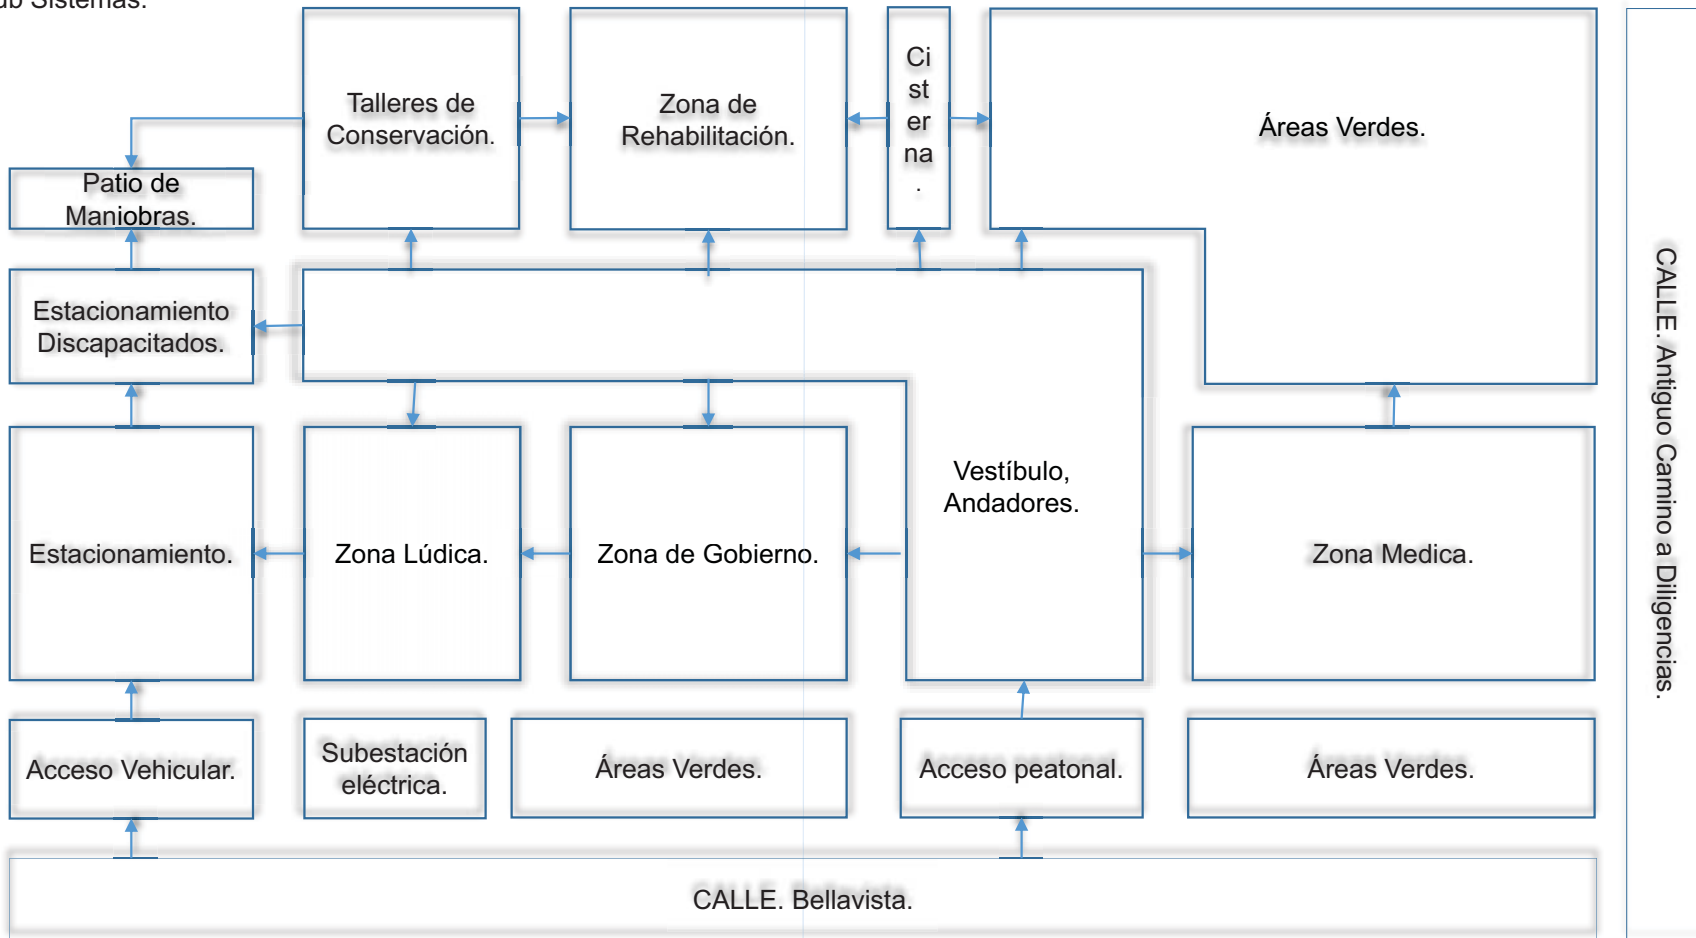 Sistemas.
Talleres de
Conservación.
Zona de
Rehabilitación.
Ci
st
er
na
.
Áreas Verdes.
Patio de
Maniobras.
Estacionamiento
Discapacitados.
Vestíbulo,
Andadores.
Estacionamiento.
Zona Lúdica.
Zona de Gobierno.
Zona Medica.
CALLE. Antiguo Camino a Diligencias.
Acceso Vehicular.
Subestación
eléctrica.
Áreas Verdes.
Acceso peatonal.
Áreas Verdes.
CALLE. Bellavista.